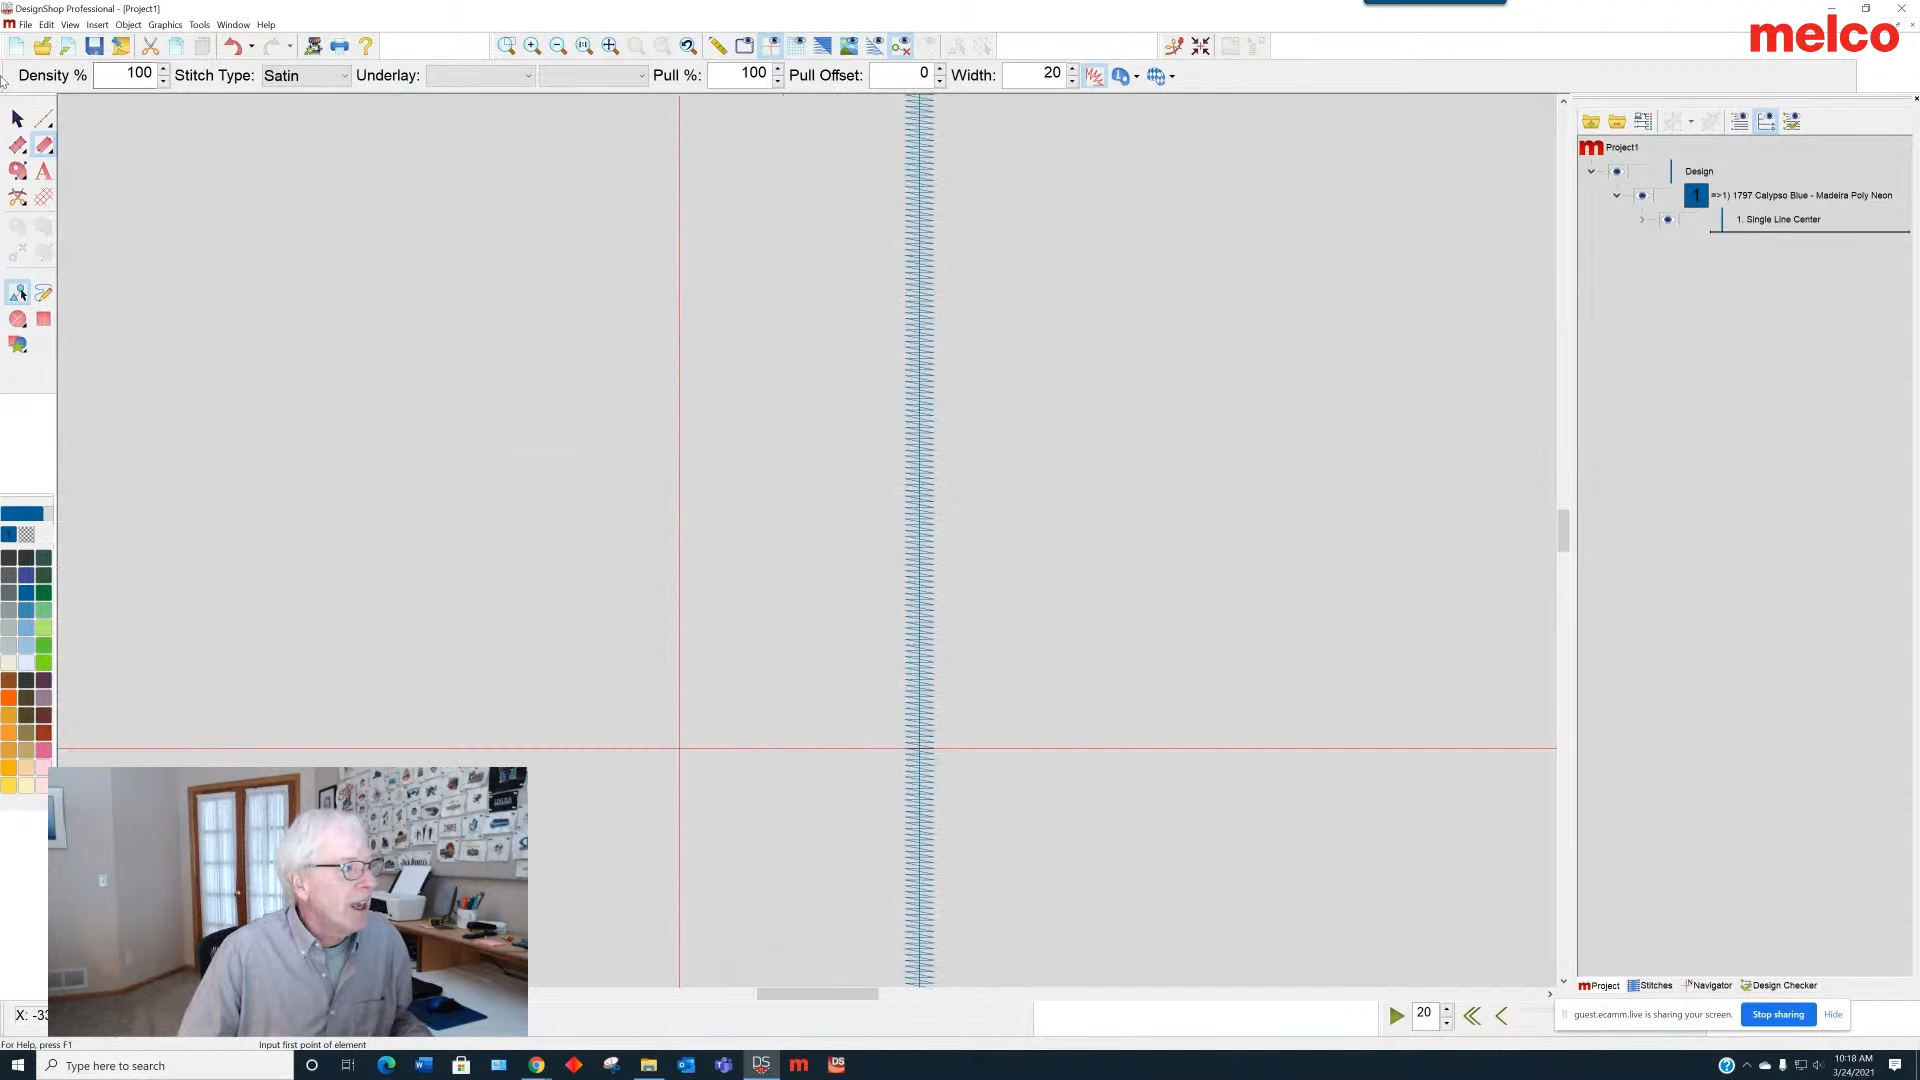 DesignShop Professional - [Project1]
File Edit View Insert Object Graphics Tools Window Help
melco
Density % 100 Stitch Type: Satin Underlay: Pull %: 100 Pull Offset: 0 Width: 20
Project1
Design
1 =>1) 1797 Calypso Blue - Madeira Poly Neon
1. Single Line Center
Project Stitches Navigator Design Checker
X: -33
20
guest.ecamm.live is sharing your screen. Stop sharing Hide
For Help, press F1 Input first point of element
Type here to search
10:18 AM
3/24/2021